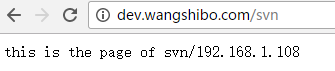 dev.wangshibo.com/svn
this is the page of svn/192.168.1.108